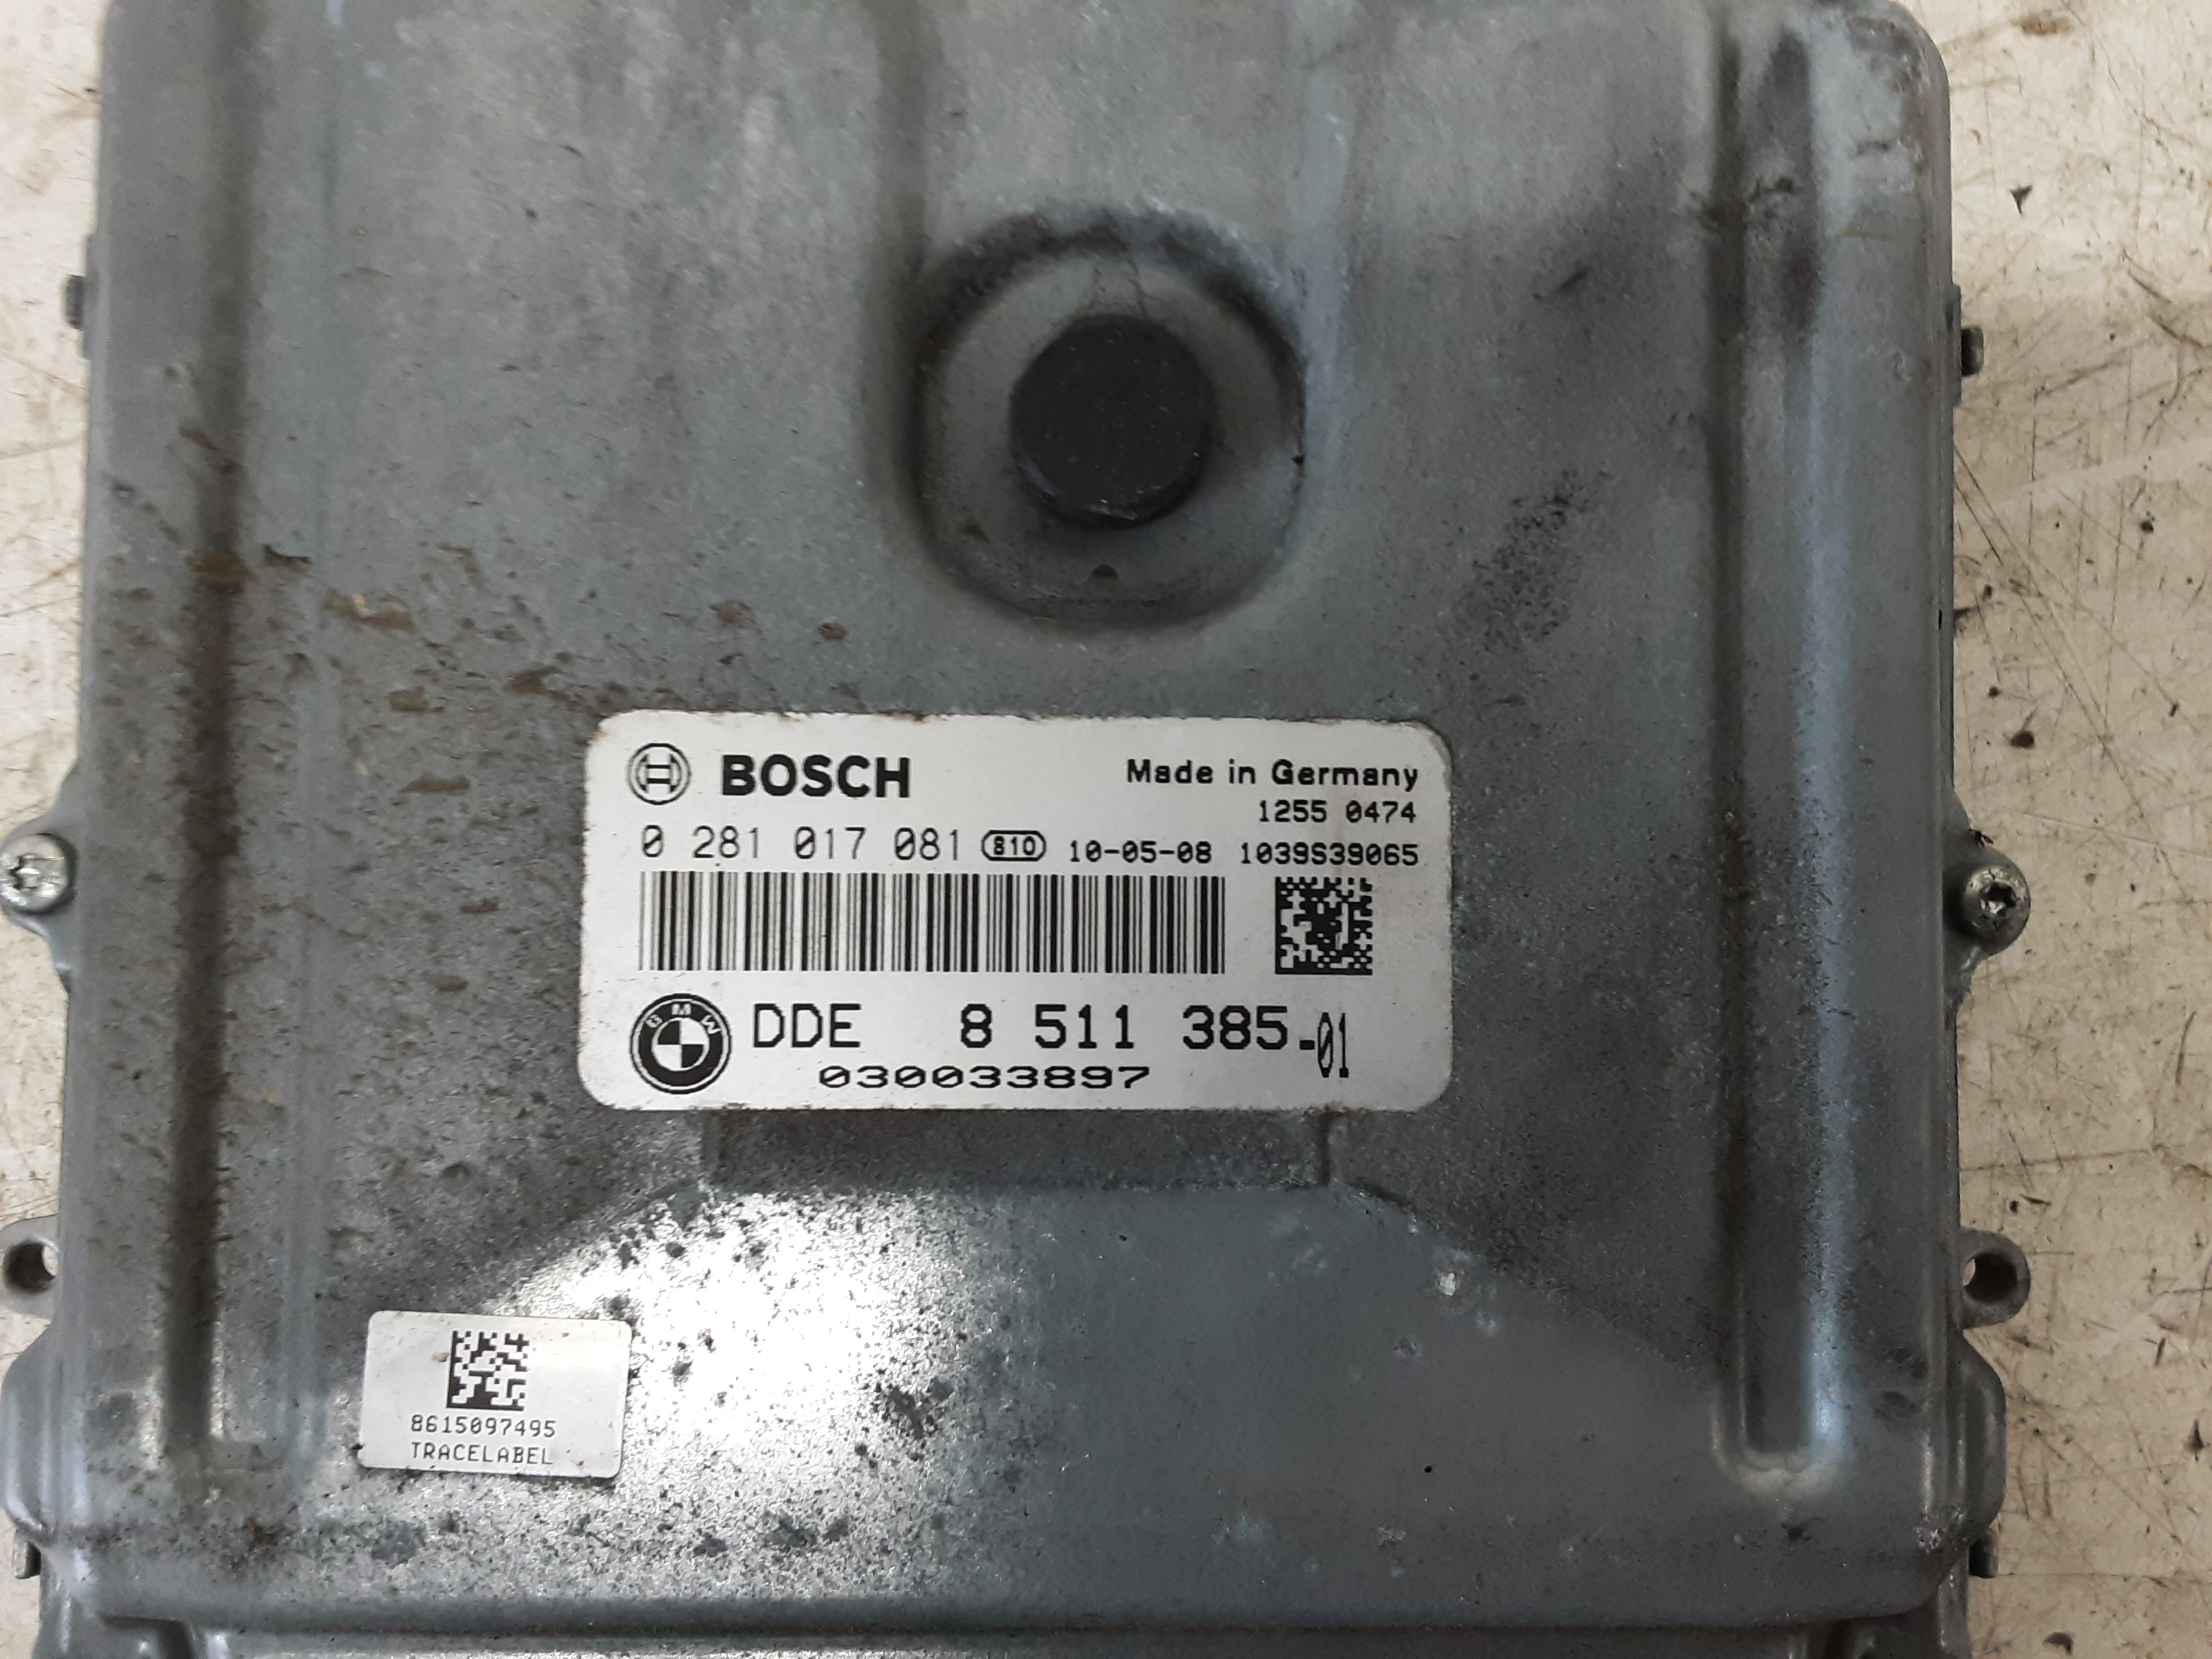 BOSCH Made in Germany
1255 0474
0 281 017 081 810 10-05-08 1039S39065
BMW DDE 8 511 385-01
030033897
8615097495
TRACELABEL